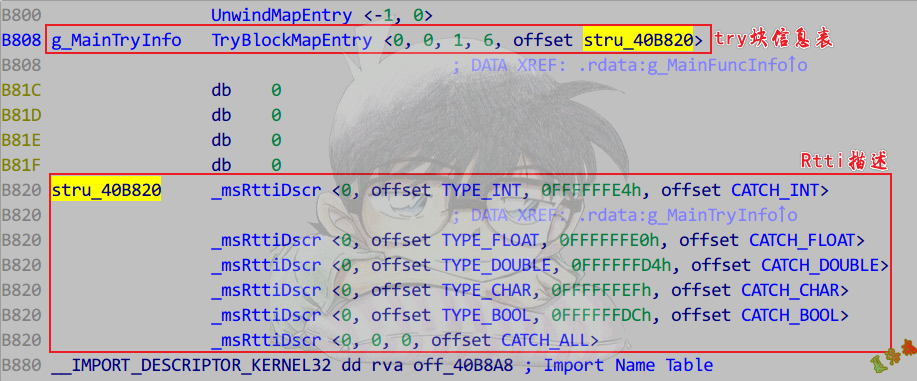 B800 UnwindMapEntry <-1, 0>
B808 g_MainTryInfo TryBlockMapEntry <0, 0, 1, 6, offset stru_40B820> try块信息表
B808 ; DATA XREF: .rdata:g_MainFuncInfo↑o
B81C db 0
B81D db 0
B81E db 0
B81F db 0
Rtti描述
B820 stru_40B820 _msRttiDscr <0, offset TYPE_INT, 0FFFFFFE4h, offset CATCH_INT>
B820 ; DATA XREF: .rdata:g_MainTryInfo↑o
B820 _msRttiDscr <0, offset TYPE_FLOAT, 0FFFFFFE0h, offset CATCH_FLOAT>
B820 _msRttiDscr <0, offset TYPE_DOUBLE, 0FFFFFFD4h, offset CATCH_DOUBLE>
B820 _msRttiDscr <0, offset TYPE_CHAR, 0FFFFFFEFh, offset CATCH_CHAR>
B820 _msRttiDscr <0, offset TYPE_BOOL, 0FFFFFFDCh, offset CATCH_BOOL>
B820 _msRttiDscr <0, 0, 0, offset CATCH_ALL>
B880 __IMPORT_DESCRIPTOR_KERNEL32 dd rva off_40B8A8 ; Import Name Table